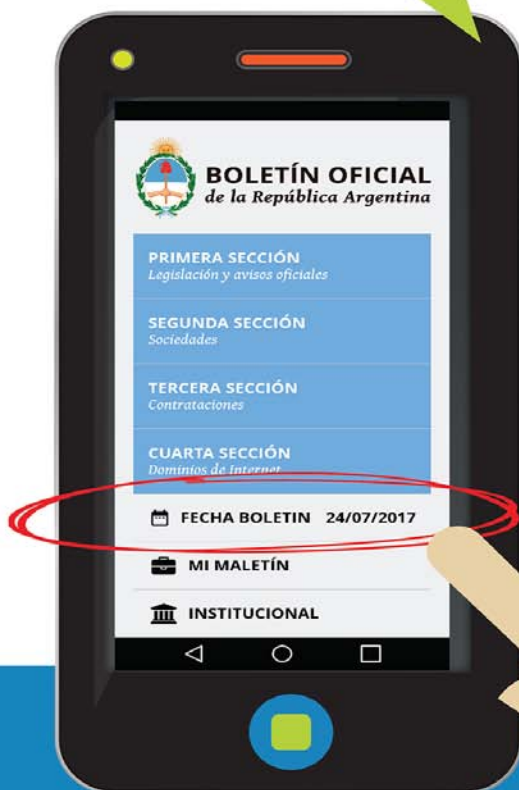 BOLETÍN OFICIAL
de la República Argentina
PRIMERA SECCIÓN
Legislación y avisos oficiales
SEGUNDA SECCIÓN
Sociedades
TERCERA SECCIÓN
Contrataciones
CUARTA SECCIÓN
Dominios de Internet
FECHA BOLETIN 24/07/2017
MI MALETÍN
INSTITUCIONAL